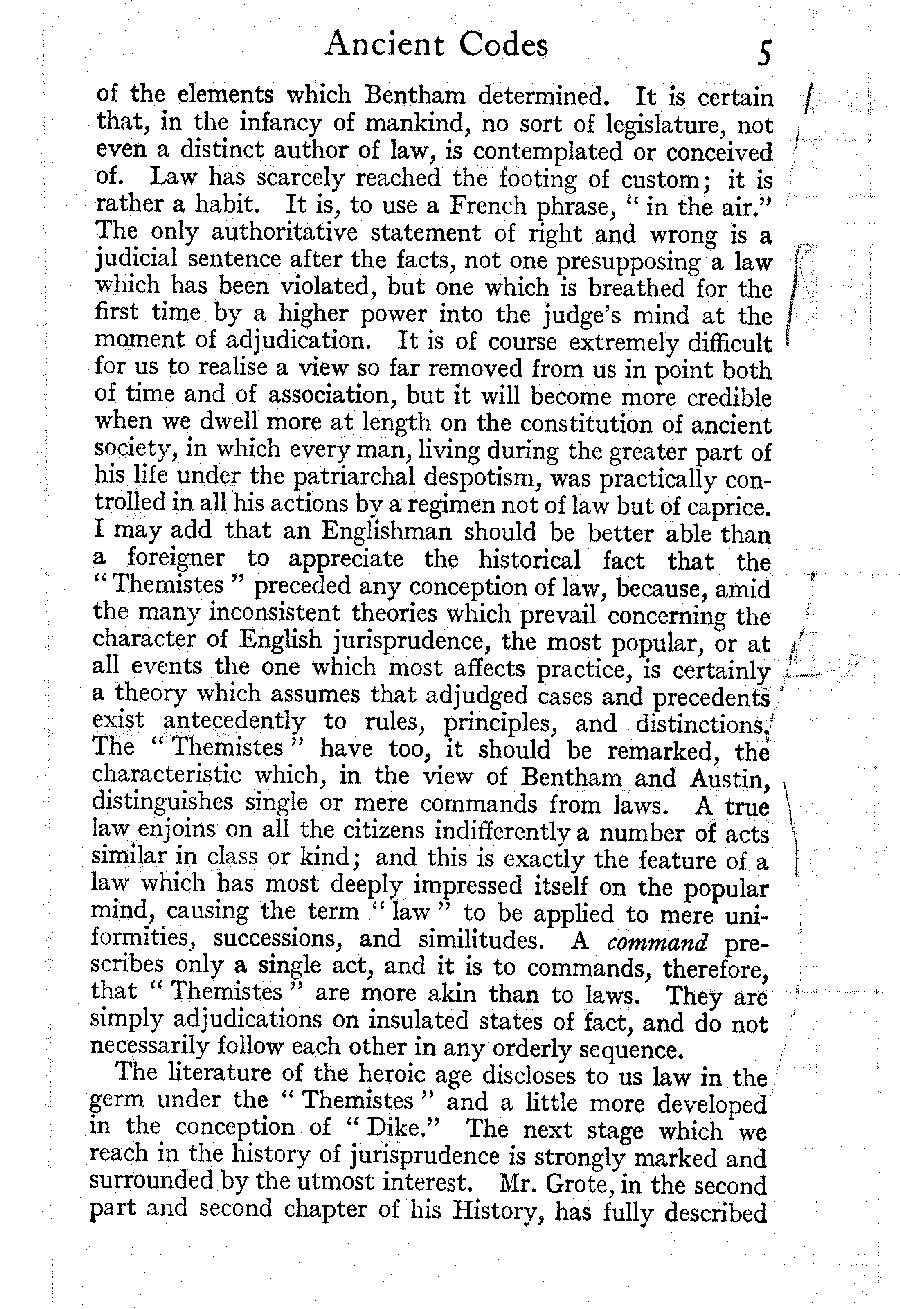 Ancient Codes 5
of the elements which Bentham determined. It is certain
that, in the infancy of mankind, no sort of legislature, not
even a distinct author of law, is contemplated or conceived
of. Law has scarcely reached the footing of custom; it is
rather a habit. It is, to use a French phrase, “ in the air.”
The only authoritative statement of right and wrong is a
judicial sentence after the facts, not one presupposing a law
which has been violated, but one which is breathed for the
first time by a higher power into the judge’s mind at the
moment of adjudication. It is of course extremely difficult
for us to realise a view so far removed from us in point both
of time and of association, but it will become more credible
when we dwell more at length on the constitution of ancient
society, in which every man, living during the greater part of
his life under the patriarchal despotism, was practically con-
trolled in all his actions by a regimen not of law but of caprice.
I may add that an Englishman should be better able than
a foreigner to appreciate the historical fact that the
“ Themistes ” preceded any conception of law, because, amid
the many inconsistent theories which prevail concerning the
character of English jurisprudence, the most popular, or at
all events the one which most affects practice, is certainly
a theory which assumes that adjudged cases and precedents
exist antecedently to rules, principles, and distinctions.
The “ Themistes ” have too, it should be remarked, the
characteristic which, in the view of Bentham and Austin,
distinguishes single or mere commands from laws. A true
law enjoins on all the citizens indifferently a number of acts
similar in class or kind; and this is exactly the feature of a
law which has most deeply impressed itself on the popular
mind, causing the term “ law ” to be applied to mere uni-
formities, successions, and similitudes. A command pre-
scribes only a single act, and it is to commands, therefore,
that “ Themistes ” are more akin than to laws. They are
simply adjudications on insulated states of fact, and do not
necessarily follow each other in any orderly sequence.
The literature of the heroic age discloses to us law in the
germ under the “ Themistes ” and a little more developed
in the conception of “ Dike.” The next stage which we
reach in the history of jurisprudence is strongly marked and
surrounded by the utmost interest. Mr. Grote, in the second
part and second chapter of his History, has fully described